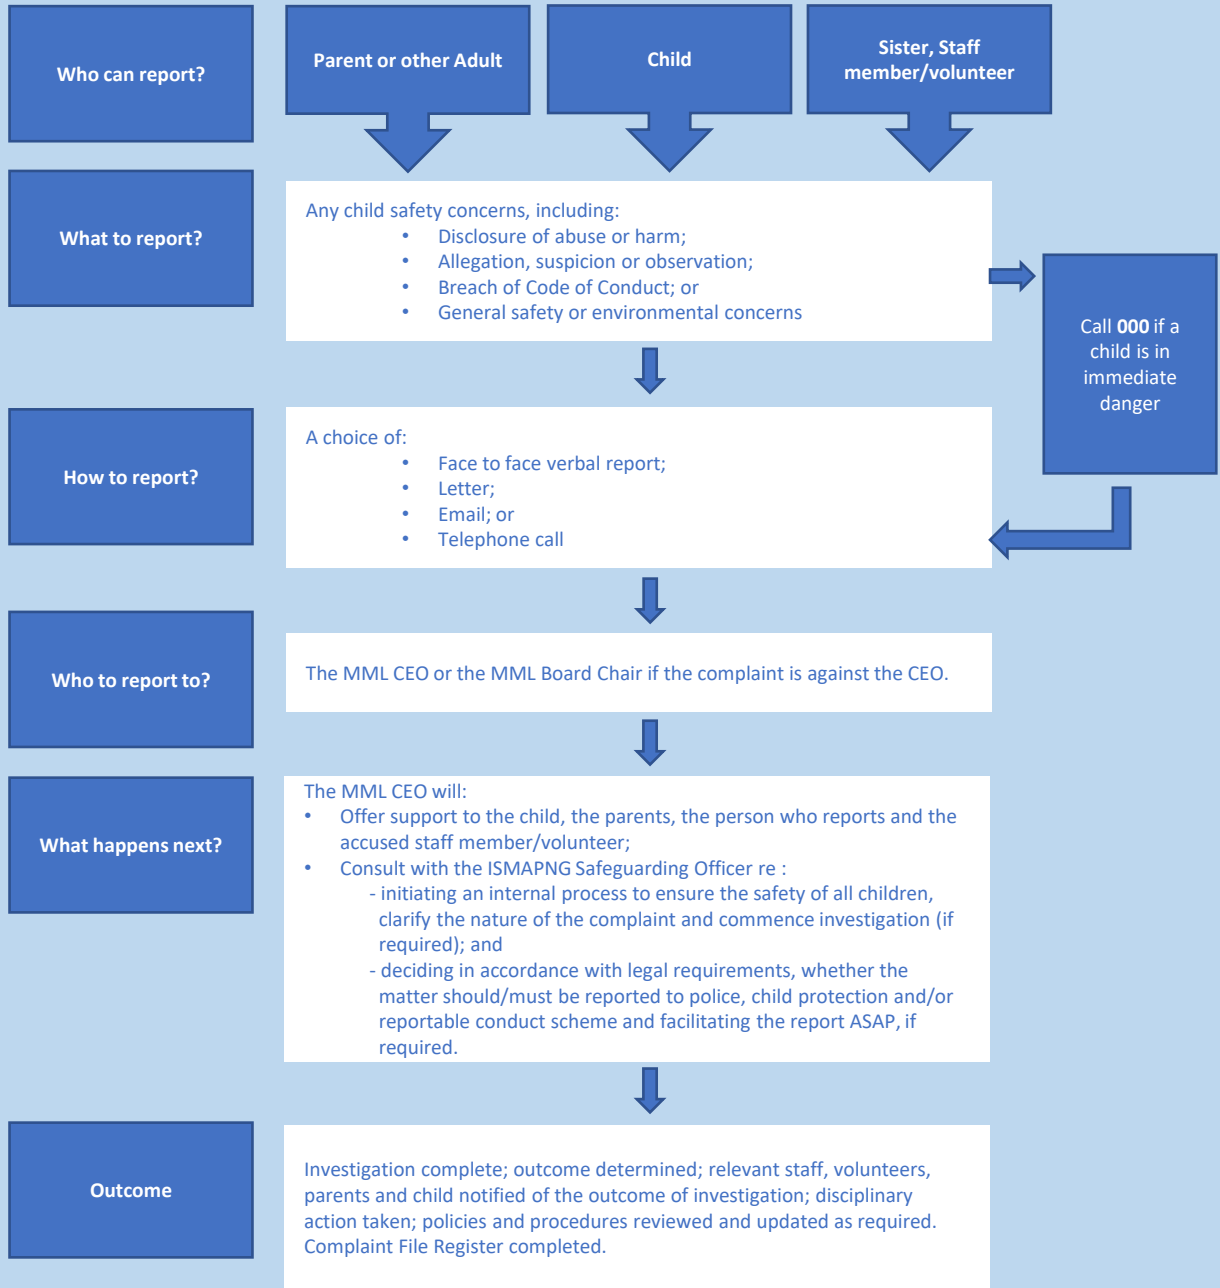 Who can report?
Parent or other Adult
Child
Sister, Staff
member/volunteer
What to report?
Any child safety concerns, including:
• Disclosure of abuse or harm;
• Allegation, suspicion or observation;
• Breach of Code of Conduct; or
• General safety or environmental concerns
Call 000 if a
child is in
immediate
danger
How to report?
A choice of:
• Face to face verbal report;
• Letter;
• Email; or
• Telephone call
Who to report to?
The MML CEO or the MML Board Chair if the complaint is against the CEO.
What happens next?
The MML CEO will:
• Offer support to the child, the parents, the person who reports and the
accused staff member/volunteer;
• Consult with the ISMAPNG Safeguarding Officer re :
- initiating an internal process to ensure the safety of all children,
clarify the nature of the complaint and commence investigation (if
required); and
- deciding in accordance with legal requirements, whether the
matter should/must be reported to police, child protection and/or
reportable conduct scheme and facilitating the report ASAP, if
required.
Outcome
Investigation complete; outcome determined; relevant staff, volunteers,
parents and child notified of the outcome of investigation; disciplinary
action taken; policies and procedures reviewed and updated as required.
Complaint File Register completed.